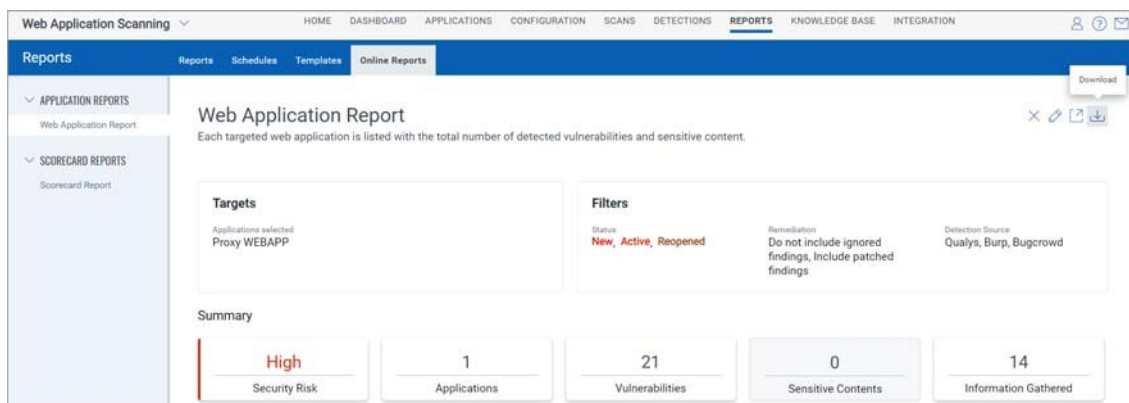 Web Application Scanning
HOME DASHBOARD APPLICATIONS CONFIGURATION SCANS DETECTIONS REPORTS KNOWLEDGE BASE INTEGRATION
Reports
Reports Schedules Templates Online Reports
Download
APPLICATION REPORTS
Web Application Report
SCORECARD REPORTS
Scorecard Report
Web Application Report
Each targeted web application is listed with the total number of detected vulnerabilities and sensitive content.
Targets
Applications selected
Proxy WEBAPP
Filters
Status
New, Active, Reopened
Remediation
Do not include ignored
findings, Include patched
findings
Detection Source
Qualys, Burp, Bugcrowd
Summary
High
Security Risk
1
Applications
21
Vulnerabilities
0
Sensitive Contents
14
Information Gathered